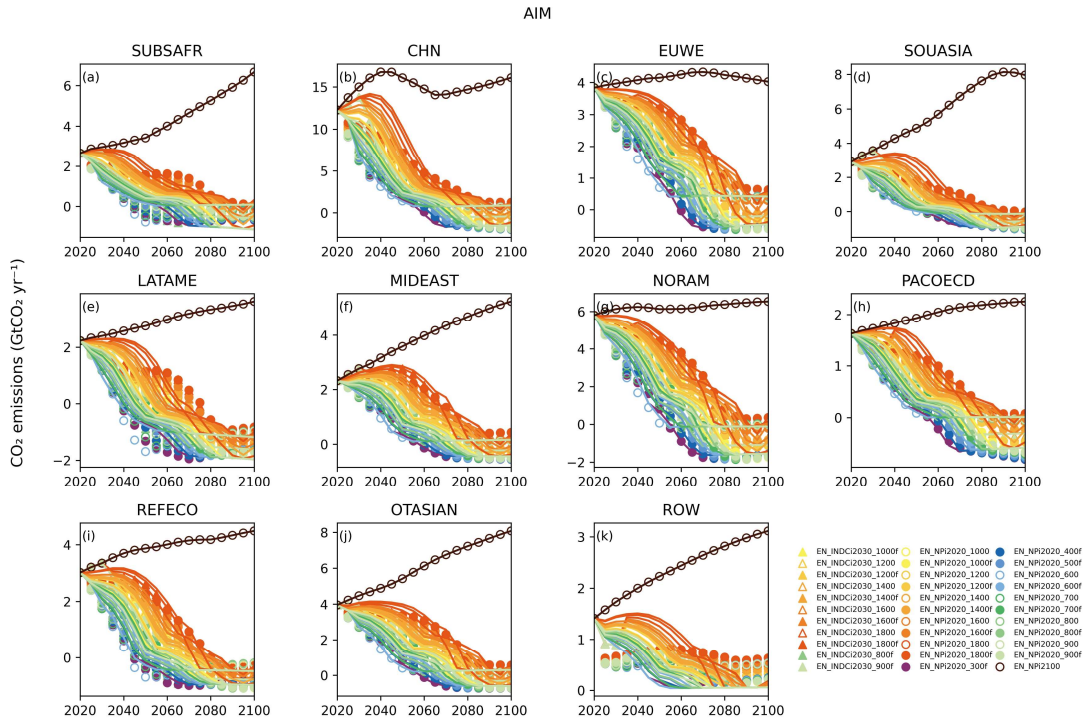 AIM
SUBSAFR CHN EUWE SOUASIA
(a) (b) (c) (d)
6 4 2 0
15 10 5 0
4 3 2 1 0
8 6 4 2 0
2020 2040 2060 2080 2100 2020 2040 2060 2080 2100 2020 2040 2060 2080 2100 2020 2040 2060 2080 2100
CO₂ emissions (GtCO₂ yr⁻¹)
LATAME MIDEAST NORAM PACOECD
(e) (f) (g) (h)
2 0 −2
4 2 0
6 4 2 0 −2
2 1 0
2020 2040 2060 2080 2100 2020 2040 2060 2080 2100 2020 2040 2060 2080 2100 2020 2040 2060 2080 2100
REFECO OTASIAN ROW
(i) (j) (k)
4 2 0
8 6 4 2 0
3 2 1 0
2020 2040 2060 2080 2100 2020 2040 2060 2080 2100 2020 2040 2060 2080 2100
EN_INDCi2030_1000f EN_NPi2020_1000 EN_NPi2020_400f
EN_INDCi2030_1200 EN_NPi2020_1000f EN_NPi2020_500f
EN_INDCi2030_1200f EN_NPi2020_1200 EN_NPi2020_600
EN_INDCi2030_1400 EN_NPi2020_1200f EN_NPi2020_600f
EN_INDCi2030_1400f EN_NPi2020_1400 EN_NPi2020_700
EN_INDCi2030_1600 EN_NPi2020_1400f EN_NPi2020_700f
EN_INDCi2030_1600f EN_NPi2020_1600 EN_NPi2020_800
EN_INDCi2030_1800 EN_NPi2020_1600f EN_NPi2020_800f
EN_INDCi2030_1800f EN_NPi2020_1800 EN_NPi2020_900
EN_INDCi2030_800f EN_NPi2020_1800f EN_NPi2020_900f
EN_INDCi2030_900f EN_NPi2020_300f EN_NPi2100